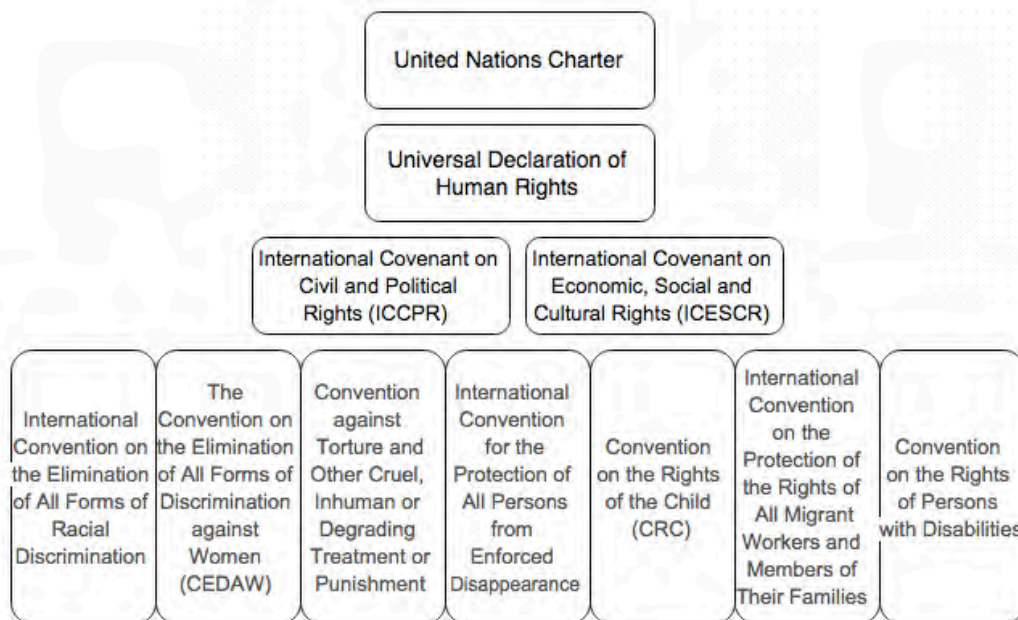 United Nations Charter
Universal Declaration of
Human Rights
International Covenant on
Civil and Political
Rights (ICCPR)
International Covenant on
Economic, Social and
Cultural Rights (ICESCR)
International
Convention on
the Elimination
of All Forms of
Racial
Discrimination
The
Convention on
the Elimination
of All Forms of
Discrimination
against
Women
(CEDAW)
Convention
against
Torture and
Other Cruel,
Inhuman or
Degrading
Treatment or
Punishment
International
Convention
for the
Protection of
All Persons
from
Enforced
Disappearance
Convention
on the Rights
of the Child
(CRC)
International
Convention
on the
Protection of
the Rights of
All Migrant
Workers and
Members of
Their Families
Convention
on the Rights
of Persons
with Disabilities